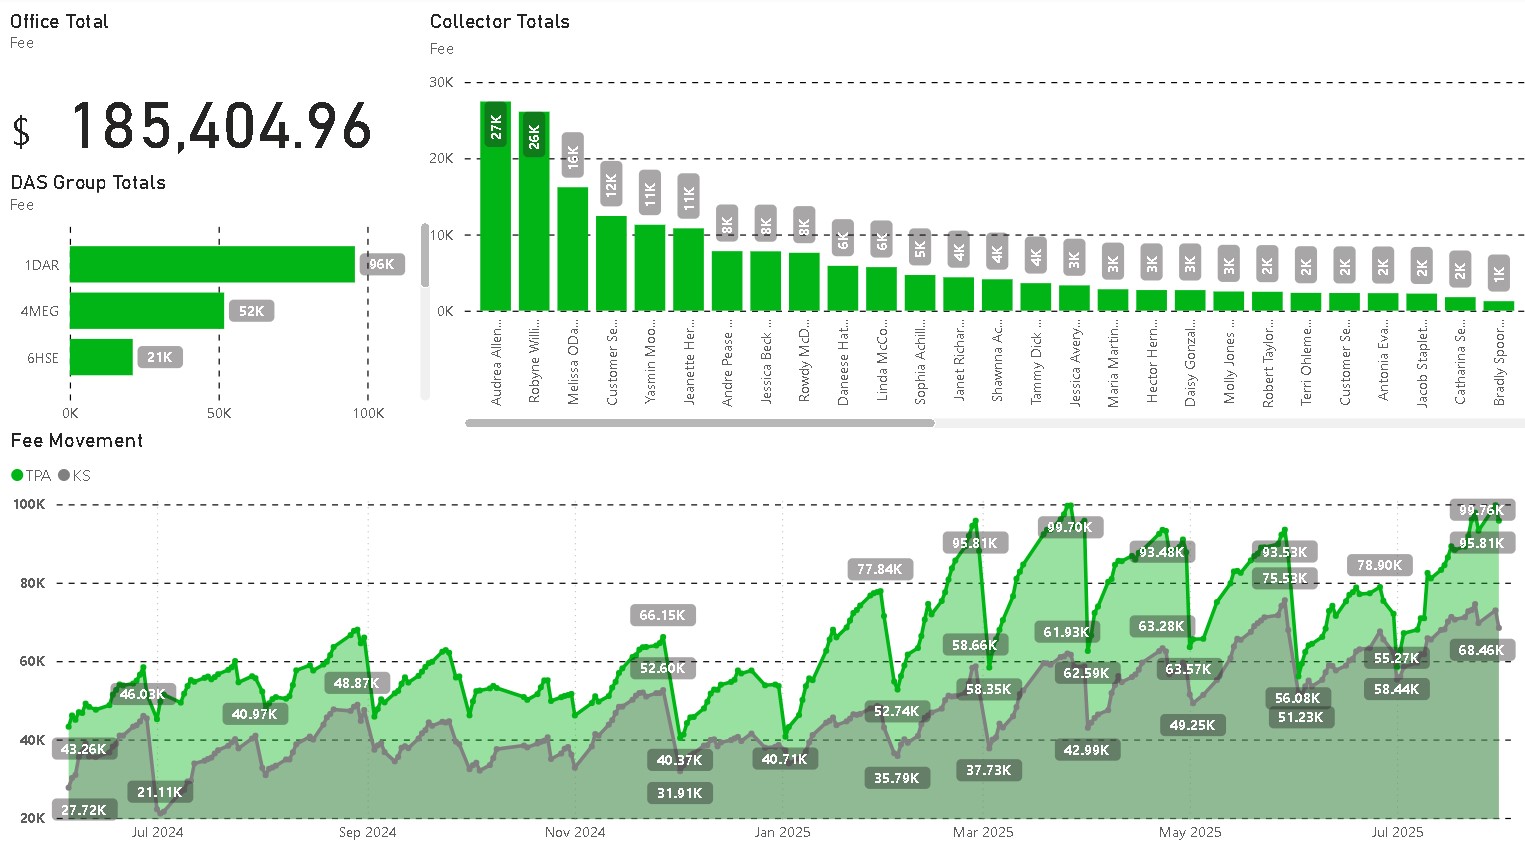 Office Total
Fee
$ 185,404.96
DAS Group Totals
Fee
1DAR
96K
4MEG
52K
6HSE
21K
0K
50K
100K
Collector Totals
Fee
30K
20K
10K
0K
27K
26K
16K
12K
11K
11K
8K
8K
8K
6K
6K
5K
4K
4K
4K
3K
3K
3K
3K
3K
2K
2K
2K
2K
2K
2K
1K
Audrea Allen...
Robyne Willi...
Melissa ODa...
Customer Se...
Yasmin Moo...
Jeanette Her...
Andre Pease ...
Jessica Beck ...
Rowdy McD...
Daneese Hat...
Linda McCo...
Sophia Achill...
Janet Richar...
Shawnna Ac...
Tammy Dick ...
Jessica Avery...
Maria Martin...
Hector Hern...
Daisy Gonzal...
Molly Jones ...
Robert Taylor...
Terri Ohleme...
Customer Se...
Antonia Eva...
Jacob Staplet...
Catharina Se...
Bradly Spoor...
Fee Movement
TPA KS
100K
80K
60K
40K
20K
43.26K
27.72K
46.03K
21.11K
40.97K
48.87K
66.15K
52.60K
40.37K
31.91K
40.71K
77.84K
52.74K
35.79K
95.81K
58.66K
58.35K
37.73K
99.70K
61.93K
62.59K
42.99K
93.48K
63.28K
63.57K
49.25K
93.53K
75.53K
56.08K
51.23K
78.90K
55.27K
58.44K
99.76K
95.81K
68.46K
Jul 2024
Sep 2024
Nov 2024
Jan 2025
Mar 2025
May 2025
Jul 2025